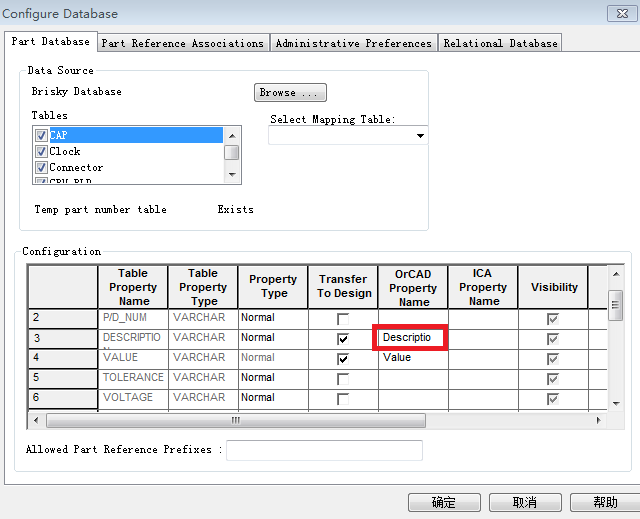 Configure Database
Part Database Part Reference Associations Administrative Preferences Relational Database
Data Source
Brisky Database Browse ...
Tables Select Mapping Table:
CAP
Clock
Connector
Temp part number table Exists
Configuration
Table Property Name Table Property Type Property Type Transfer To Design OrCAD Property Name ICA Property Name Visibility
2 P/D_NUM VARCHAR Normal
3 DESCRIPTIO VARCHAR Normal Descriptio
4 VALUE VARCHAR Normal Value
5 TOLERANCE VARCHAR Normal
6 VOLTAGE VARCHAR Normal
Allowed Part Reference Prefixes :
确定 取消 帮助